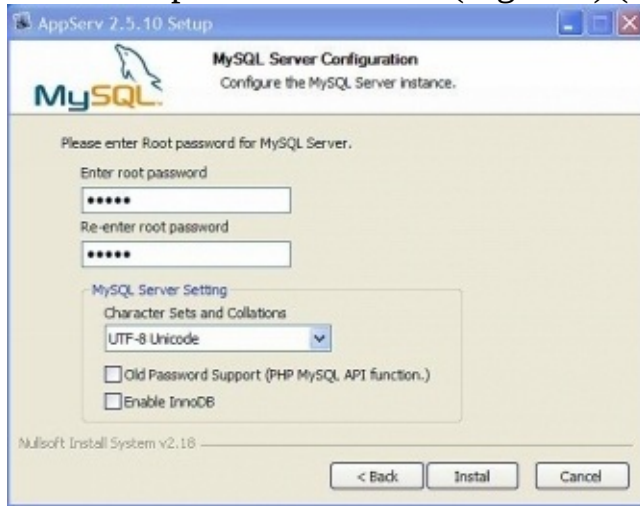 AppServ 2.5.10 Setup
MySQL Server Configuration
Configure the MySQL Server instance.
MySQL
Please enter Root password for MySQL Server.
Enter root password
•••••
Re-enter root password
•••••
MySQL Server Setting
Character Sets and Collations
UTF-8 Unicode
Old Password Support (PHP MySQL API function.)
Enable InnoDB
Nullsoft Install System v2.18
< Back Install Cancel